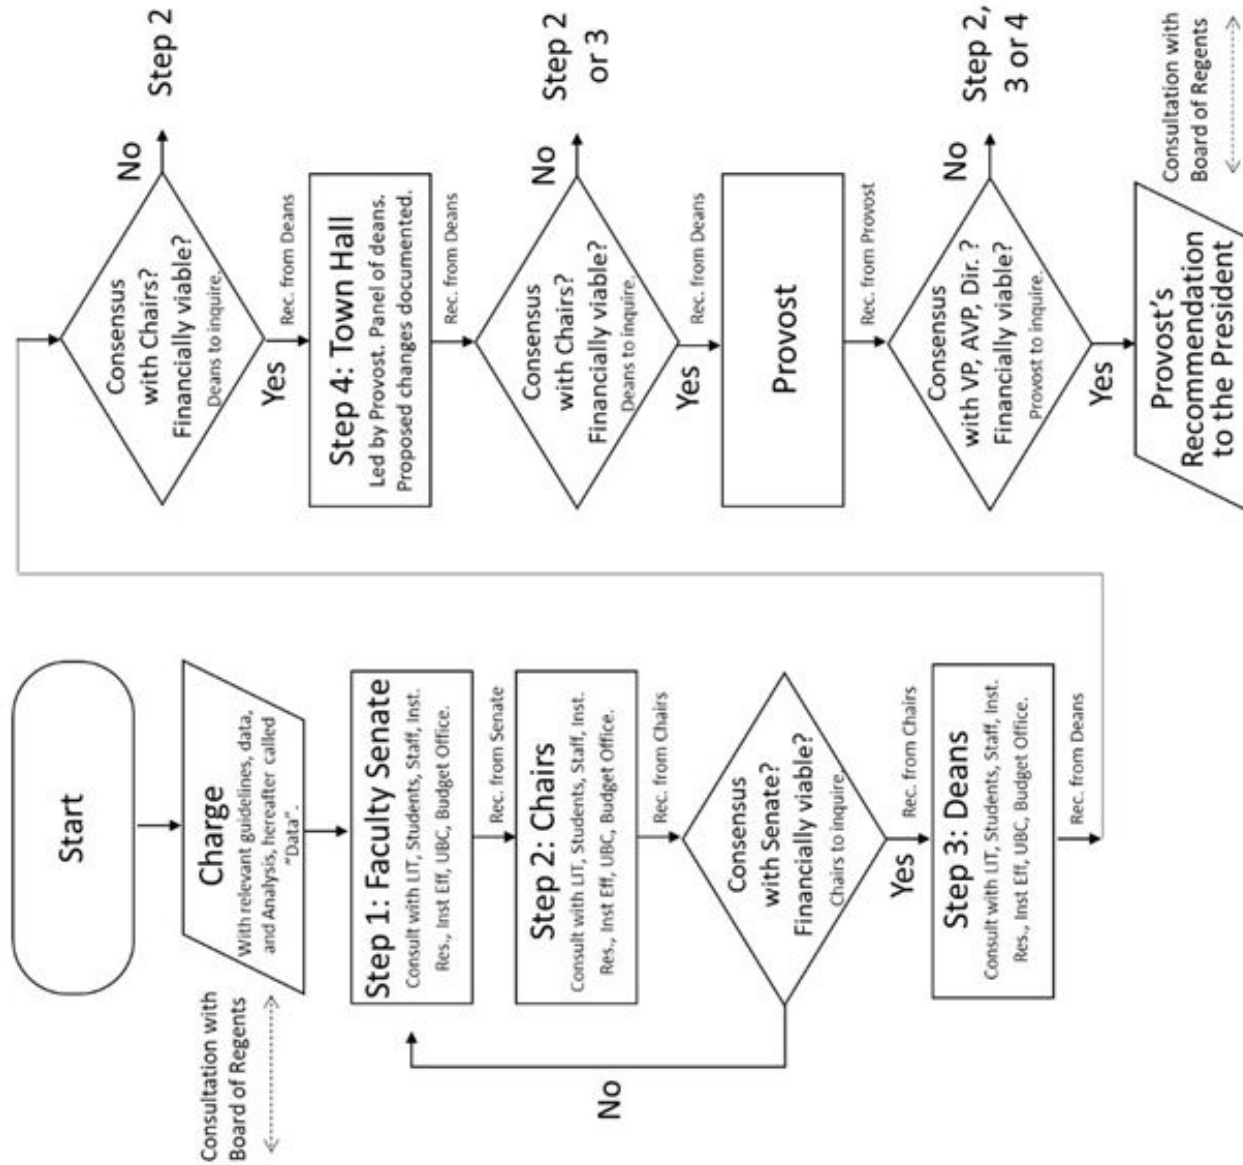 Start
Consultation with
Board of Regents
Charge
With relevant guidelines, data,
and Analysis, hereafter called
"Data".
Step 1: Faculty Senate
Consult with LIT, Students, Staff, Inst.
Res., Inst Eff, UBC, Budget Office.
Rec. from Senate
Step 2: Chairs
Consult with LIT, Students, Staff, Inst.
Res., Inst Eff, UBC, Budget Office.
Rec. from Chairs
Consensus
with Senate?
Financially viable?
Chairs to inquire.
No
Yes
Rec. from Chairs
Step 3: Deans
Consult with LIT, Students, Staff, Inst.
Res., Inst Eff, UBC, Budget Office.
Rec. from Deans
Consensus
with Chairs?
Financially viable?
Deans to inquire.
No
Step 2
Yes
Rec. from Deans
Step 4: Town Hall
Led by Provost. Panel of deans.
Proposed changes documented.
Rec. from Deans
Consensus
with Chairs?
Financially viable?
Deans to inquire.
No
Step 2
or 3
Yes
Rec. from Deans
Provost
Rec. from Provost
Consensus
with VP, AVP, Dir. ?
Financially viable?
Provost to inquire.
No
Step 2,
3 or 4
Yes
Provost's
Recommendation
to the President
Consultation with
Board of Regents